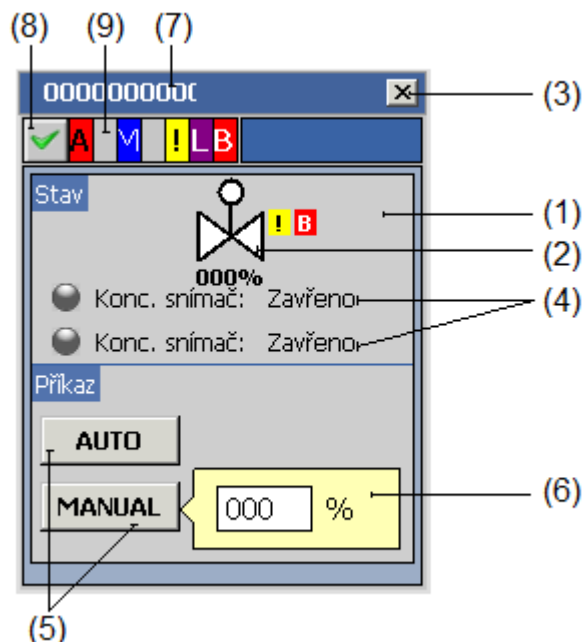 (8) (9) (7)
000000000
(3)
A M ! L B
Stav
! B
(1)
(2)
000%
Konc. snímač: Zavřeno
(4)
Konc. snímač: Zavřeno
Příkaz
AUTO
MANUAL
000 %
(6)
(5)